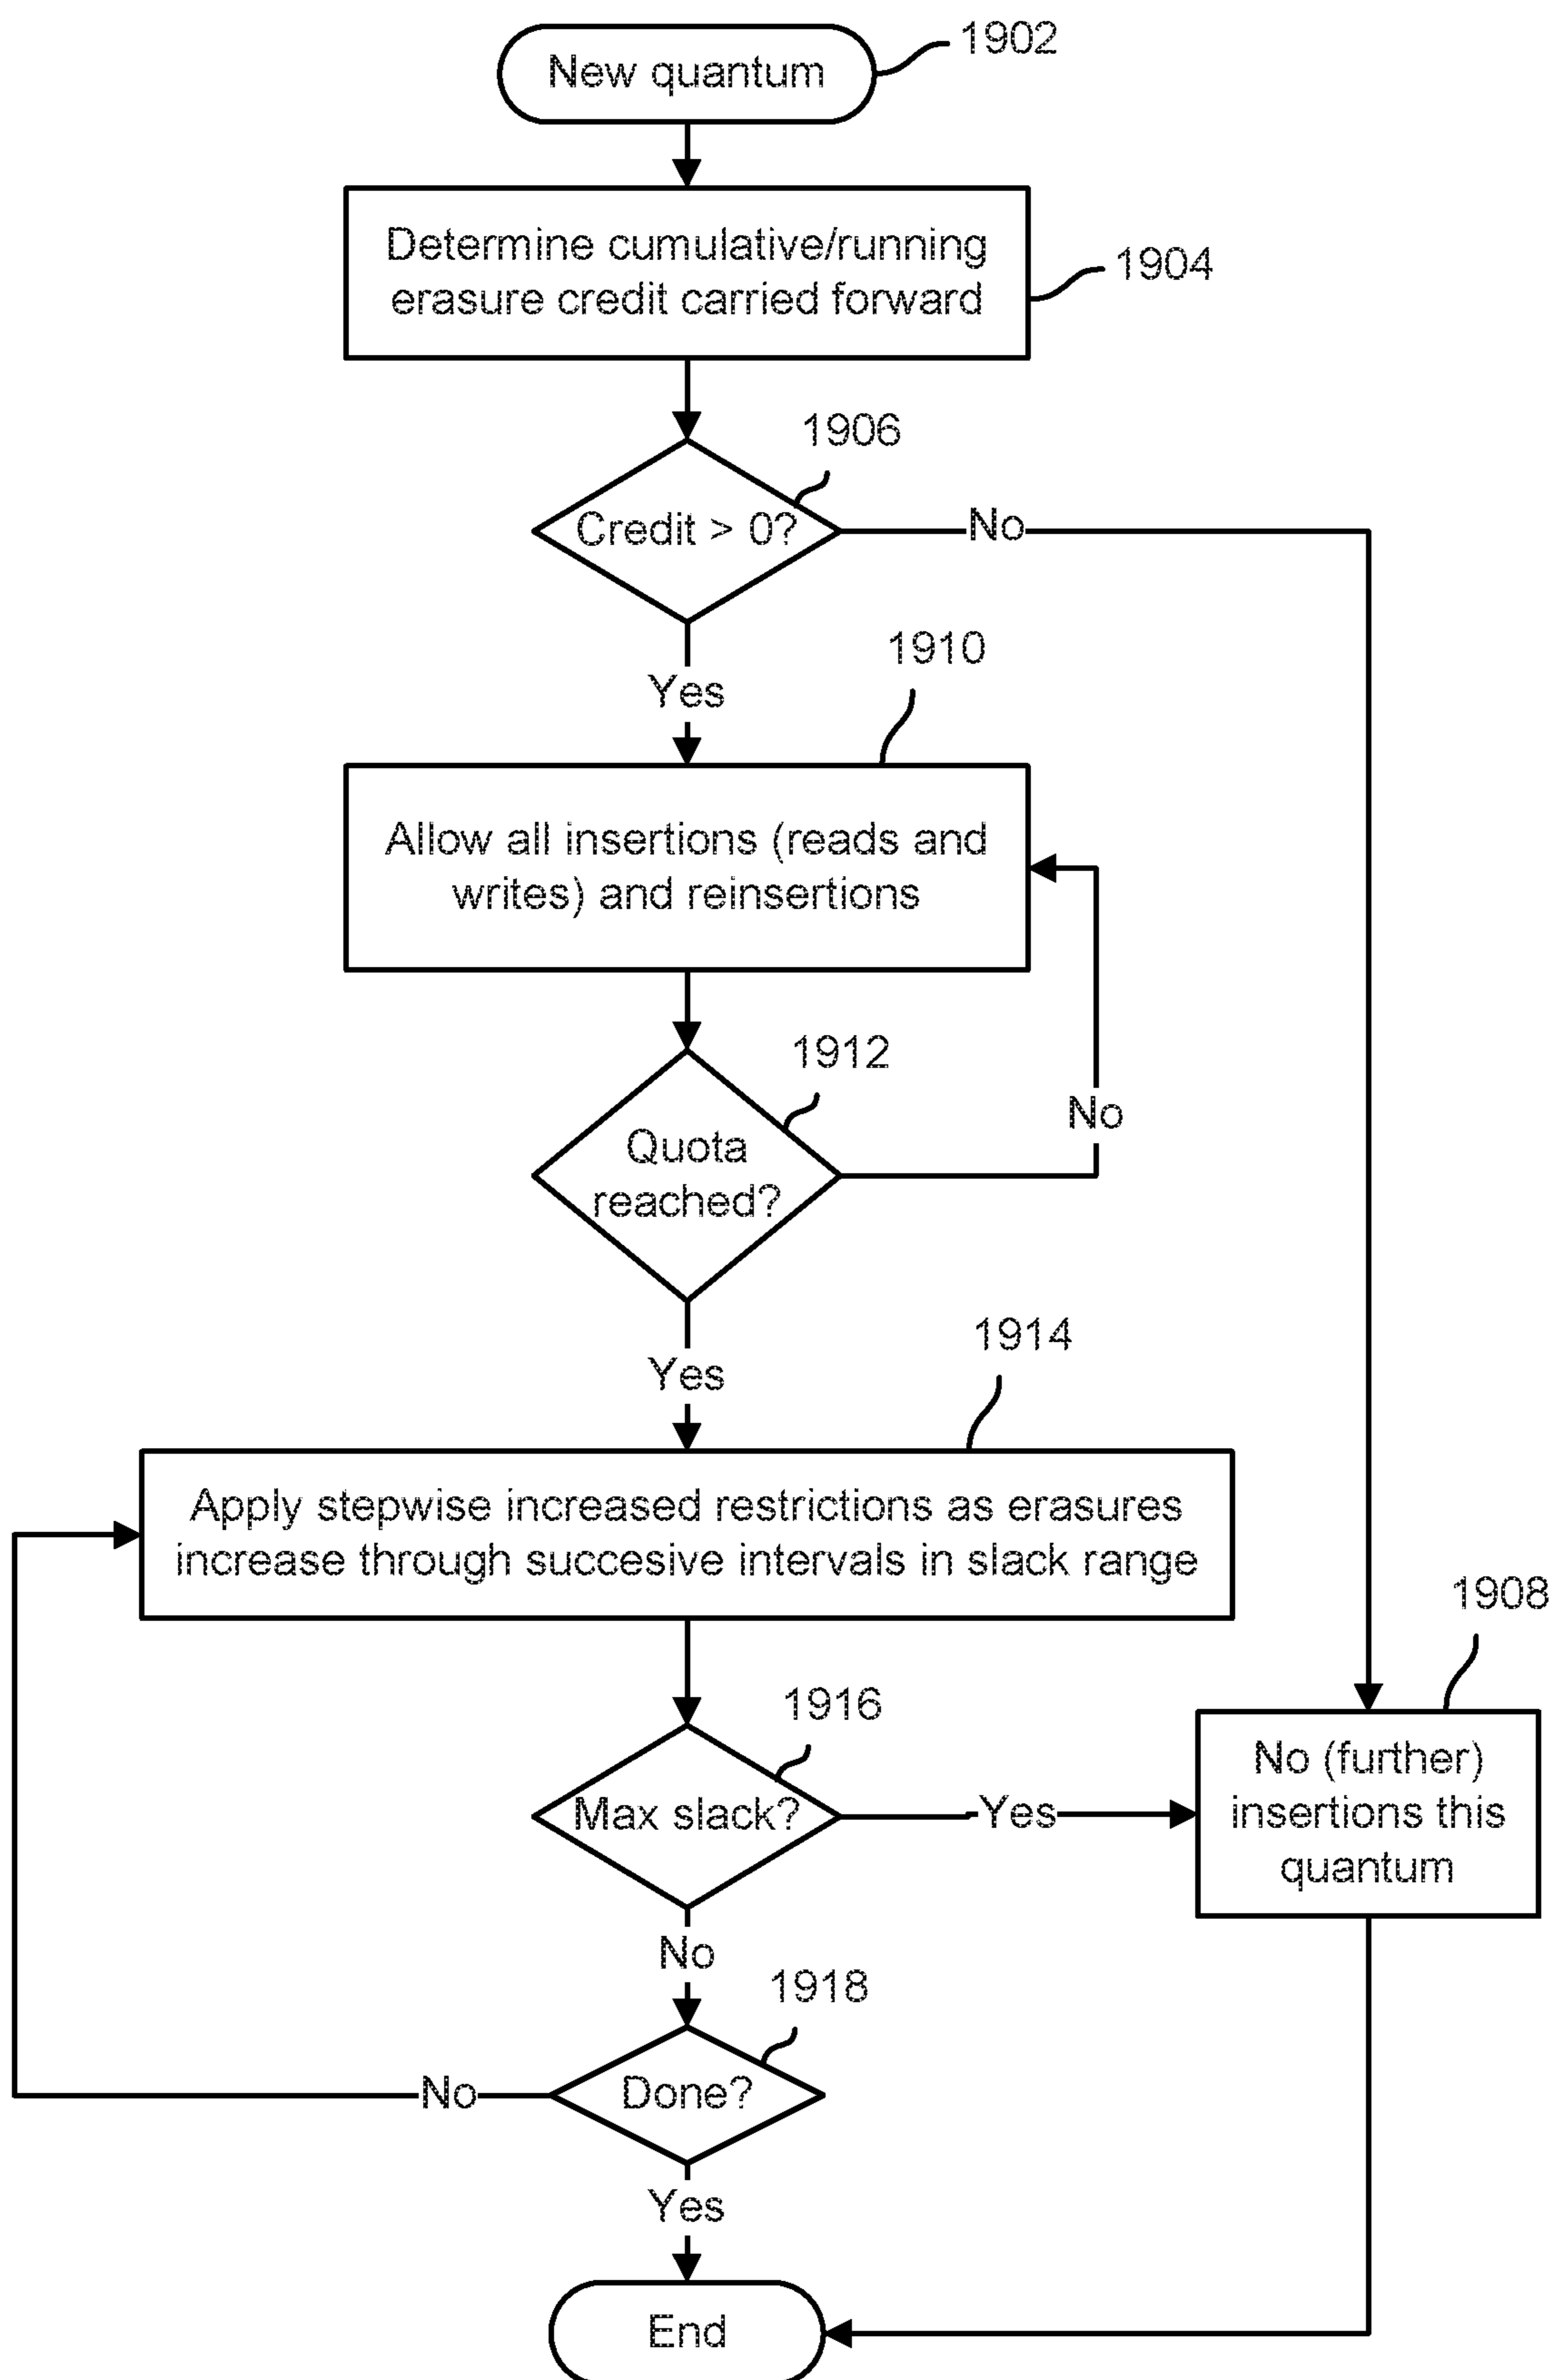 New quantum
1902
Determine cumulative/running
erasure credit carried forward
1904
1906
Credit > 0?
No
Yes
1910
Allow all insertions (reads and
writes) and reinsertions
1912
Quota
reached?
No
Yes
1914
Apply stepwise increased restrictions as erasures
increase through succesive intervals in slack range
1908
1916
Max slack?
Yes
No (further)
insertions this
quantum
No
1918
Done?
No
Yes
End